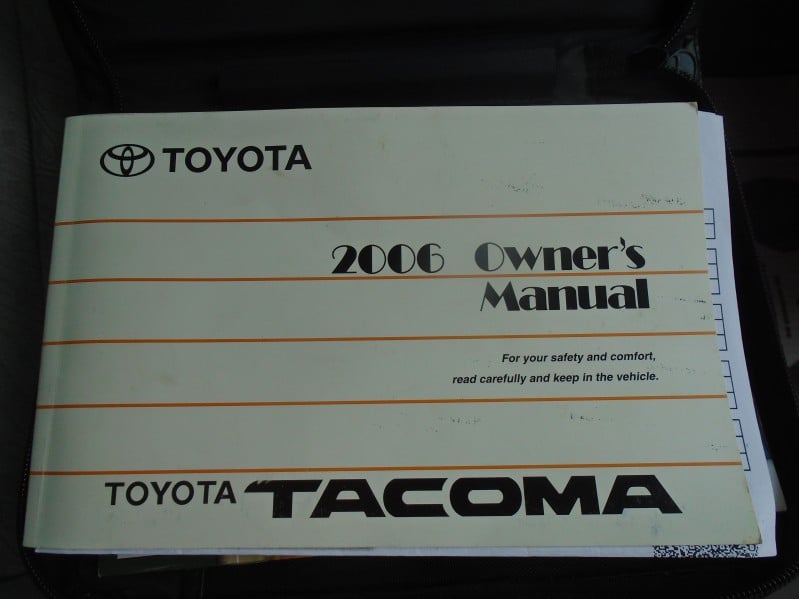 TOYOTA
2006 Owner's
Manual
For your safety and comfort,
read carefully and keep in the vehicle.
TOYOTA TACOMA